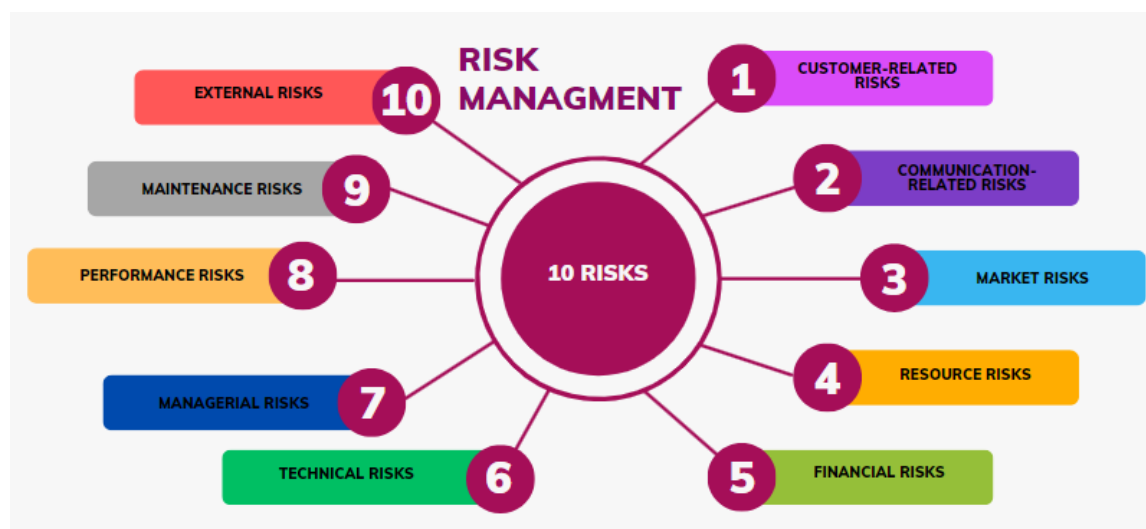 RISK
MANAGMENT
10 RISKS
1
CUSTOMER-RELATED
RISKS
2
COMMUNICATION-
RELATED RISKS
3
MARKET RISKS
4
RESOURCE RISKS
5
FINANCIAL RISKS
6
TECHNICAL RISKS
7
MANAGERIAL RISKS
8
PERFORMANCE RISKS
9
MAINTENANCE RISKS
10
EXTERNAL RISKS